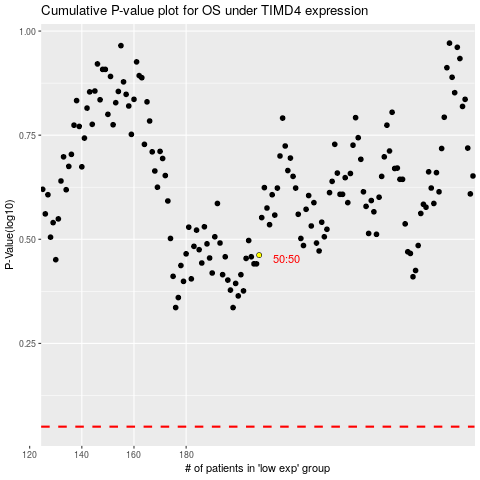 Cumulative P-value plot for OS under TIMD4 expression
1.00
0.75
0.50
0.25
P-Value(log10)
50:50
120 140 160 180
# of patients in 'low exp' group